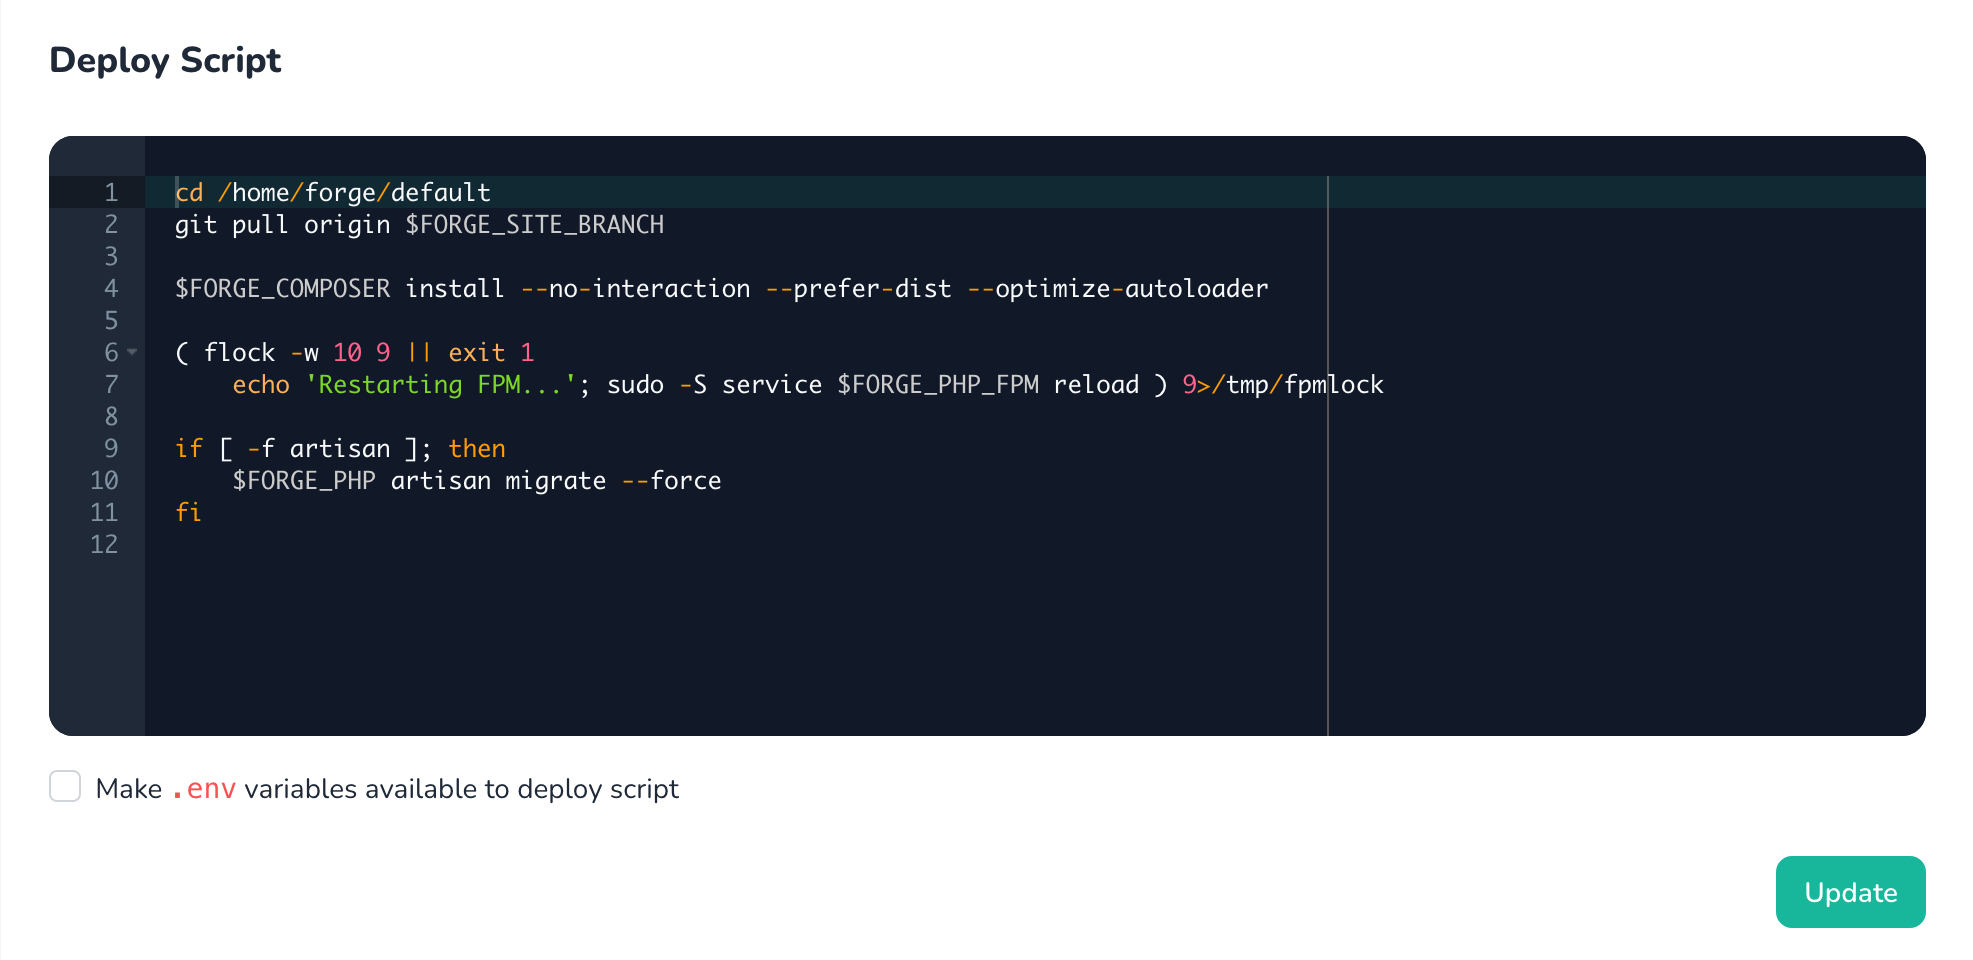 Deploy Script
1 cd /home/forge/default
2 git pull origin $FORGE_SITE_BRANCH
3
4 $FORGE_COMPOSER install --no-interaction --prefer-dist --optimize-autoloader
5
6 ( flock -w 10 9 || exit 1
7     echo 'Restarting FPM...'; sudo -S service $FORGE_PHP_FPM reload ) 9>/tmp/fpmlock
8
9 if [ -f artisan ]; then
10     $FORGE_PHP artisan migrate --force
11 fi
12
Make .env variables available to deploy script
Update